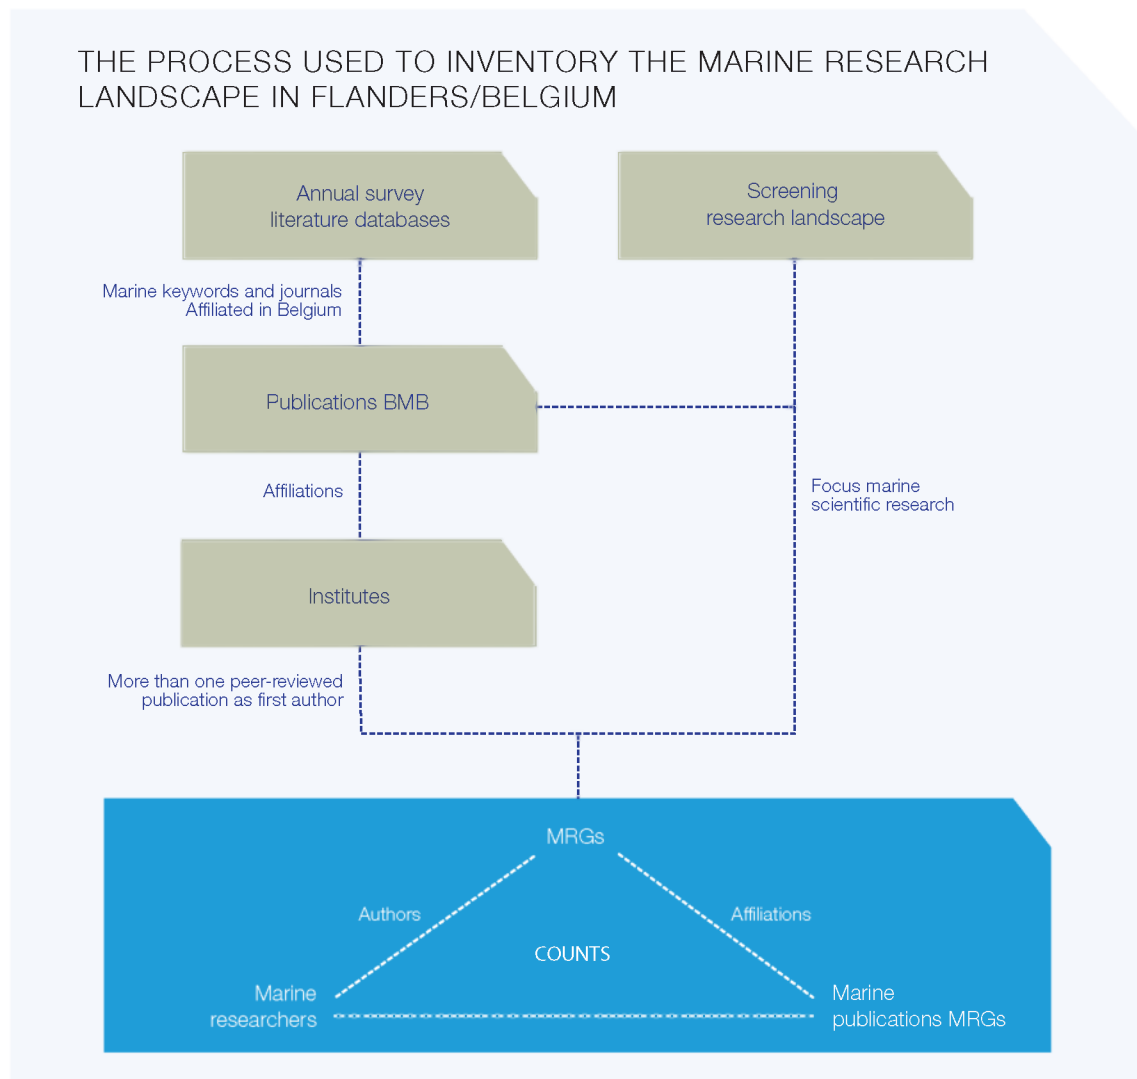 THE PROCESS USED TO INVENTORY THE MARINE RESEARCH
LANDSCAPE IN FLANDERS/BELGIUM
Annual survey
literature databases
Screening
research landscape
Marine keywords and journals
Affiliated in Belgium
Publications BMB
Affiliations
Focus marine
scientific research
Institutes
More than one peer-reviewed
publication as first author
MRGs
Authors
Affiliations
COUNTS
Marine
researchers
Marine
publications MRGs